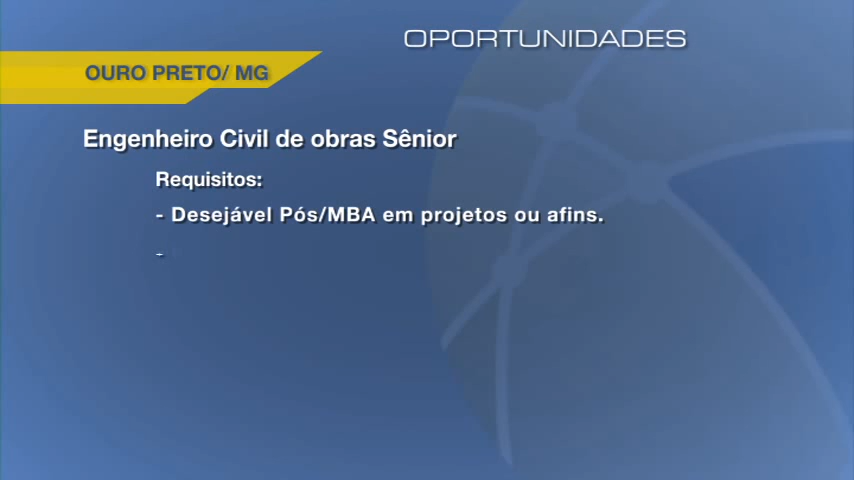 OPORTUNIDADES
OURO PRETO/ MG
Engenheiro Civil de obras Sênior
Requisitos:
- Desejável Pós/MBA em projetos ou afins.
-